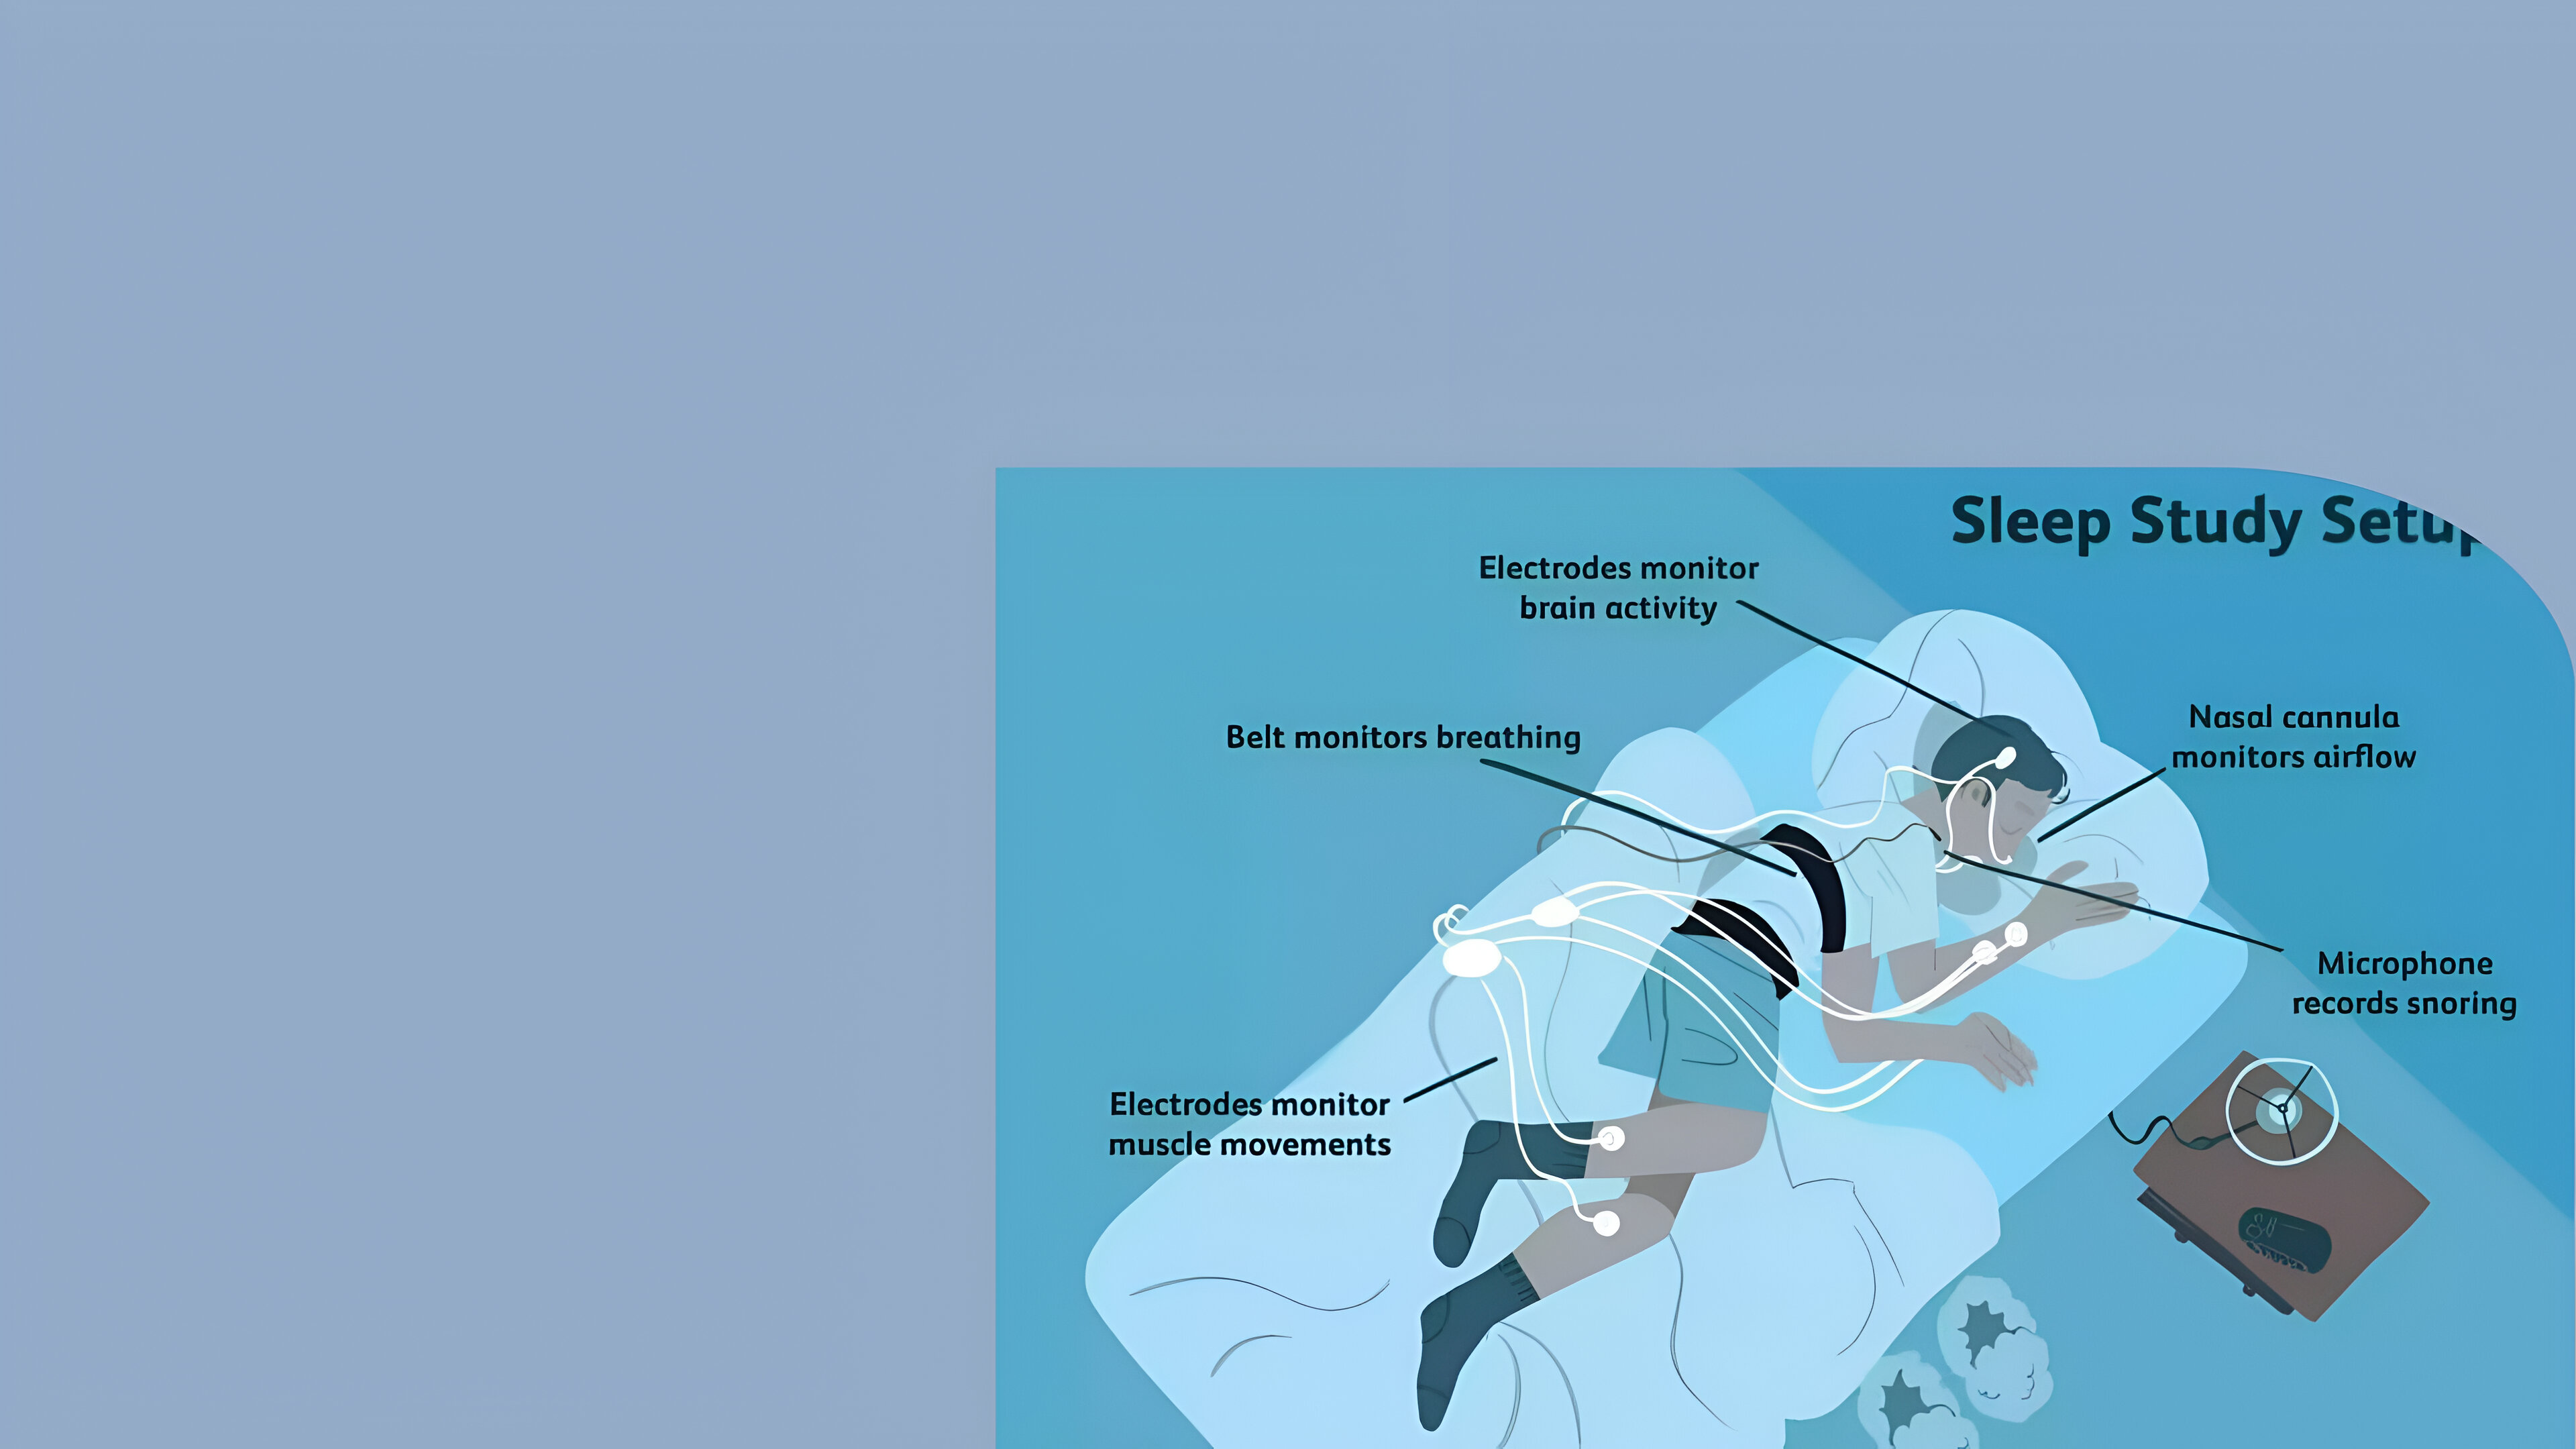 Sleep Study Setup
Electrodes monitor
brain activity
Belt monitors breathing
Nasal cannula
monitors airflow
Microphone
records snoring
Electrodes monitor
muscle movements